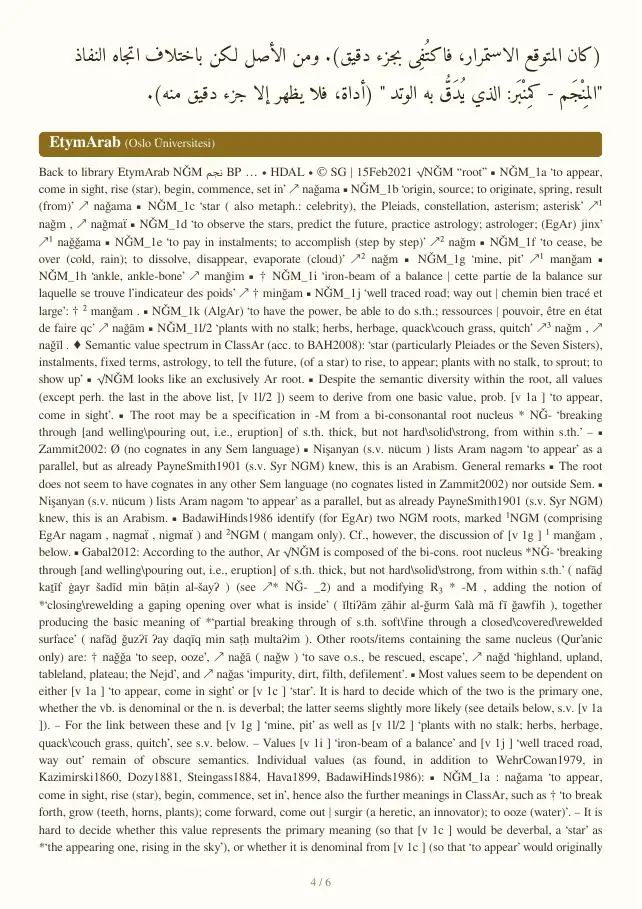 (كان المتوقع الاستمرار، فاكتُفِى بجزء دقيق). ومن الأصل لكن باختلاف اتجاه النفاذ
"المِنْجَم - كمِنْبَر: الذي يُدَقُّ به الوتد " (أداة، فلا يظهر إلا جزء دقيق منه).
EtymArab (Oslo Üniversitesi)
Back to library EtymArab NǦM نجم BP … • HDAL • © SG | 15Feb2021 √NǦM “root” ▪ NǦM_1a ‘to appear,
come in sight, rise (star), begin, commence, set in’ ↗ naǧama ▪ NǦM_1b ‘origin, source; to originate, spring, result
(from)’ ↗ naǧama ▪ NǦM_1c ‘star ( also metaph.: celebrity), the Pleiads, constellation, asterism; asterisk’ ↗¹
naǧm , ↗ naǧmaï ▪ NǦM_1d ‘to observe the stars, predict the future, practice astrology; astrologer; (EgAr) jinx’
↗¹ naǧǧama ▪ NǦM_1e ‘to pay in instalments; to accomplish (step by step)’ ↗² naǧm ▪ NǦM_1f ‘to cease, be
over (cold, rain); to dissolve, disappear, evaporate (cloud)’ ↗² naǧm ▪ NǦM_1g ‘mine, pit’ ↗¹ manǧam ▪
NǦM_1h ‘ankle, ankle-bone’ ↗ manǧim ▪ † NǦM_1i ‘iron-beam of a balance | cette partie de la balance sur
laquelle se trouve l’indicateur des poids’ ↗ † minǧam ▪ NǦM_1j ‘well traced road; way out | chemin bien tracé et
large’: † ² manǧam . ▪ NǦM_1k (AlgAr) ‘to have the power, be able to do s.th.; ressources | pouvoir, être en état
de faire qc’ ↗ naǧām ▪ NǦM_1l/2 ‘plants with no stalk; herbs, herbage, quack\couch grass, quitch’ ↗³ naǧm , ↗
naǧīl . ♦ Semantic value spectrum in ClassAr (acc. to BAH2008): ‘star (particularly Pleiades or the Seven Sisters),
instalments, fixed terms, astrology, to tell the future, (of a star) to rise, to appear; plants with no stalk, to sprout; to
show up’ ▪ √NǦM looks like an exclusively Ar root. ▪ Despite the semantic diversity within the root, all values
(except perh. the last in the above list, [v 1l/2 ]) seem to derive from one basic value, prob. [v 1a ] ‘to appear,
come in sight’. ▪ The root may be a specification in -M from a bi-consonantal root nucleus * NǦ- ‘breaking
through [and welling\pouring out, i.e., eruption] of s.th. thick, but not hard\solid\strong, from within s.th.’ – ▪
Zammit2002: Ø (no cognates in any Sem language) ▪ Nişanyan (s.v. nücum ) lists Aram nagəm ‘to appear’ as a
parallel, but as already PayneSmith1901 (s.v. Syr NGM) knew, this is an Arabism. General remarks ▪ The root
does not seem to have cognates in any other Sem language (no cognates listed in Zammit2002) nor outside Sem. ▪
Nişanyan (s.v. nücum ) lists Aram nagəm ‘to appear’ as a parallel, but as already PayneSmith1901 (s.v. Syr NGM)
knew, this is an Arabism. ▪ BadawiHinds1986 identify (for EgAr) two NGM roots, marked ¹NGM (comprising
EgAr nagam , nagmaï , nigmaï ) and ²NGM ( mangam only). Cf., however, the discussion of [v 1g ] ¹ manǧam ,
below. ▪ Gabal2012: According to the author, Ar √NǦM is composed of the bi-cons. root nucleus *NǦ- ‘breaking
through [and welling\pouring out, i.e., eruption] of s.th. thick, but not hard\solid\strong, from within s.th.’ ( nafāḏ̣
kaṯīf ġayr šadīd min bāṭin al-šayʔ ) (see ↗* NǦ- _2) and a modifying R₃ * -M , adding the notion of
*‘closing\rewelding a gaping opening over what is inside’ ( ĭltiʔām ẓāhir al-ǧurm ʕalà mā fī ǧawfih ), together
producing the basic meaning of *‘partial breaking through of s.th. soft\fine through a closed\covered\rewelded
surface’ ( nafāḏ̣ ǧuzʔī ʔay daqīq min saṭḥ multaʔim ). Other roots/items containing the same nucleus (Qurʼanic
only) are: † naǧǧa ‘to seep, ooze’, ↗ naǧā ( naǧw ) ‘to save o.s., be rescued, escape’, ↗ naǧd ‘highland, upland,
tableland, plateau; the Nejd’, and ↗ naǧas ‘impurity, dirt, filth, defilement’. ▪ Most values seem to be dependent on
either [v 1a ] ‘to appear, come in sight’ or [v 1c ] ‘star’. It is hard to decide which of the two is the primary one,
whether the vb. is denominal or the n. is deverbal; the latter seems slightly more likely (see details below, s.v. [v 1a
]). – For the link between these and [v 1g ] ‘mine, pit’ as well as [v 1l/2 ] ‘plants with no stalk; herbs, herbage,
quack\couch grass, quitch’, see s.v. below. – Values [v 1i ] ‘iron-beam of a balance’ and [v 1j ] ‘well traced road,
way out’ remain of obscure semantics. Individual values (as found, in addition to WehrCowan1979, in
Kazimirski1860, Dozy1881, Steingass1884, Hava1899, BadawiHinds1986): ▪ NǦM_1a : naǧama ‘to appear,
come in sight, rise (star), begin, commence, set in’, hence also the further meanings in ClassAr, such as † ‘to break
forth, grow (teeth, horns, plants); come forward, come out | surgir (a heretic, an innovator); to ooze (water)’. – It is
hard to decide whether this value represents the primary meaning (so that [v 1c ] would be deverbal, a ‘star’ as
*‘the appearing one, rising in the sky’), or whether it is denominal from [v 1c ] (so that ‘to appear’ would originally
4 / 6